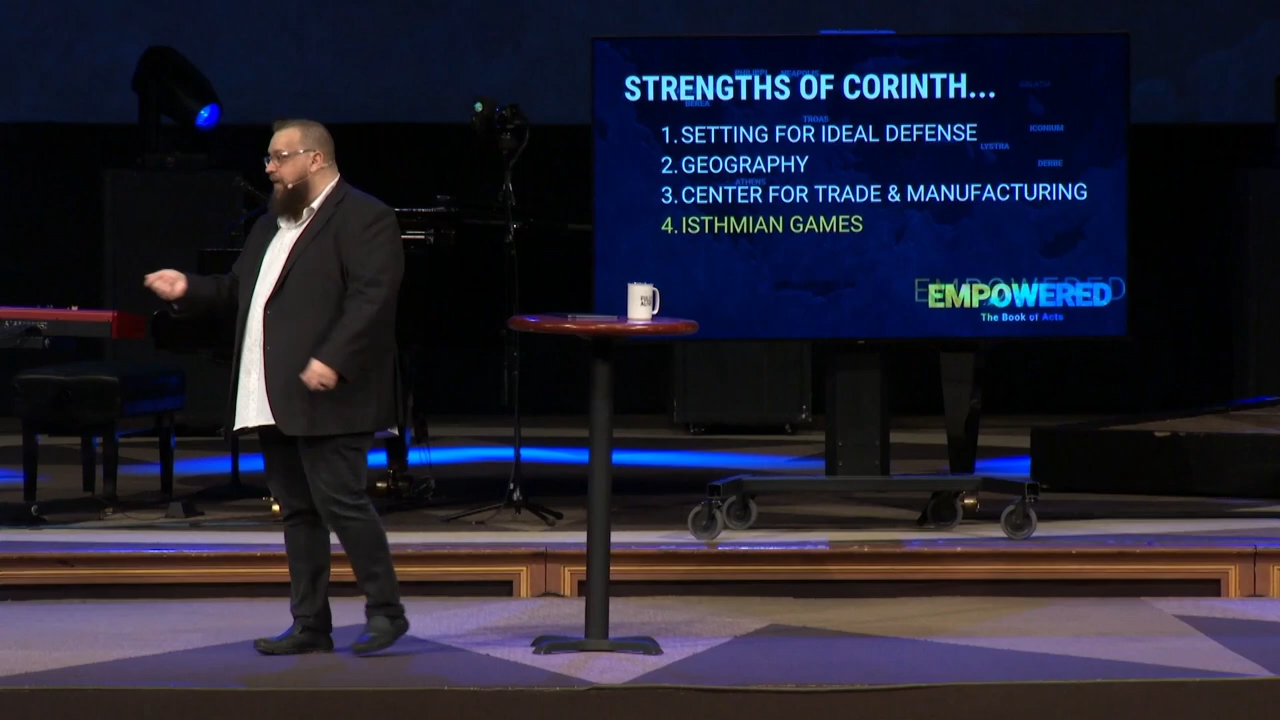 STRENGTHS OF CORINTH...
BEREA
TROAS
ICONIUM
LYSTRA
1. SETTING FOR IDEAL DEFENSE
DERBE
2. GEOGRAPHY
ATHENS
3. CENTER FOR TRADE & MANUFACTURING
4. ISTHMIAN GAMES
EMPOWERED
EMPOWERED
The Book of Acts